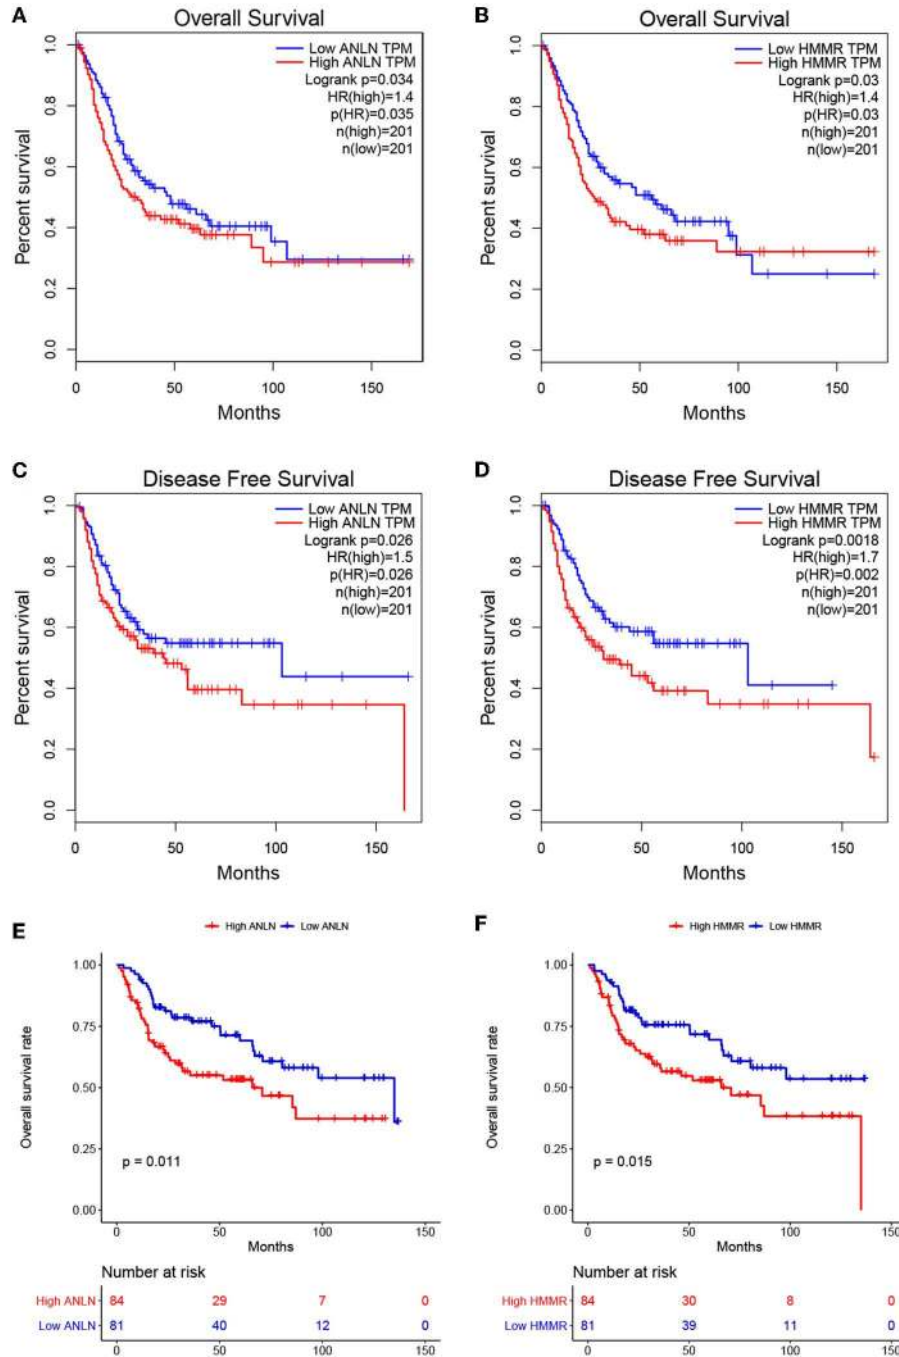 A
Overall Survival
Low ANLN TPM
High ANLN TPM
Logrank p=0.034
HR(high)=1.4
p(HR)=0.035
n(high)=201
n(low)=201
Percent survival
1.0
0.8
0.6
0.4
0.2
0.0
0 50 100 150
Months
B
Overall Survival
Low HMMR TPM
High HMMR TPM
Logrank p=0.03
HR(high)=1.4
p(HR)=0.03
n(high)=201
n(low)=201
Percent survival
1.0
0.8
0.6
0.4
0.2
0.0
0 50 100 150
Months
C
Disease Free Survival
Low ANLN TPM
High ANLN TPM
Logrank p=0.026
HR(high)=1.5
p(HR)=0.026
n(high)=201
n(low)=201
Percent survival
1.0
0.8
0.6
0.4
0.2
0.0
0 50 100 150
Months
D
Disease Free Survival
Low HMMR TPM
High HMMR TPM
Logrank p=0.0018
HR(high)=1.7
p(HR)=0.002
n(high)=201
n(low)=201
Percent survival
1.0
0.8
0.6
0.4
0.2
0.0
0 50 100 150
Months
E
High ANLN Low ANLN
Overall survival rate
1.00
0.75
0.50
0.25
0.00
p = 0.011
0 50 100 150
Months
Number at risk
High ANLN 84 29 7 0
Low ANLN 81 40 12 0
0 50 100 150
F
High HMMR Low HMMR
Overall survival rate
1.00
0.75
0.50
0.25
0.00
p = 0.015
0 50 100 150
Months
Number at risk
High HMMR 84 30 8 0
Low HMMR 81 39 11 0
0 50 100 150